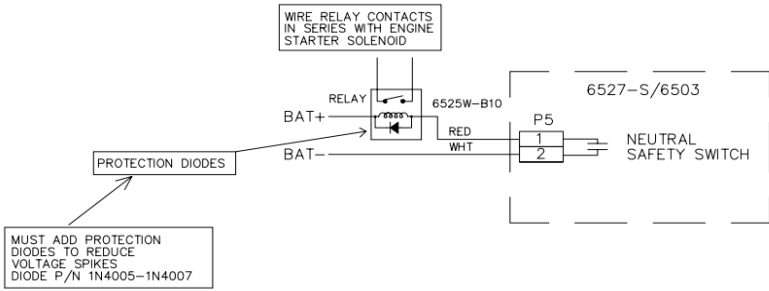 WIRE RELAY CONTACTS
IN SERIES WITH ENGINE
STARTER SOLENOID
6527-S/6503
RELAY
6525W-B10
BAT+
P5
RED
1
NEUTRAL
WHT
2
SAFETY SWITCH
BAT-
PROTECTION DIODES
MUST ADD PROTECTION
DIODES TO REDUCE
VOLTAGE SPIKES
DIODE P/N 1N4005-1N4007